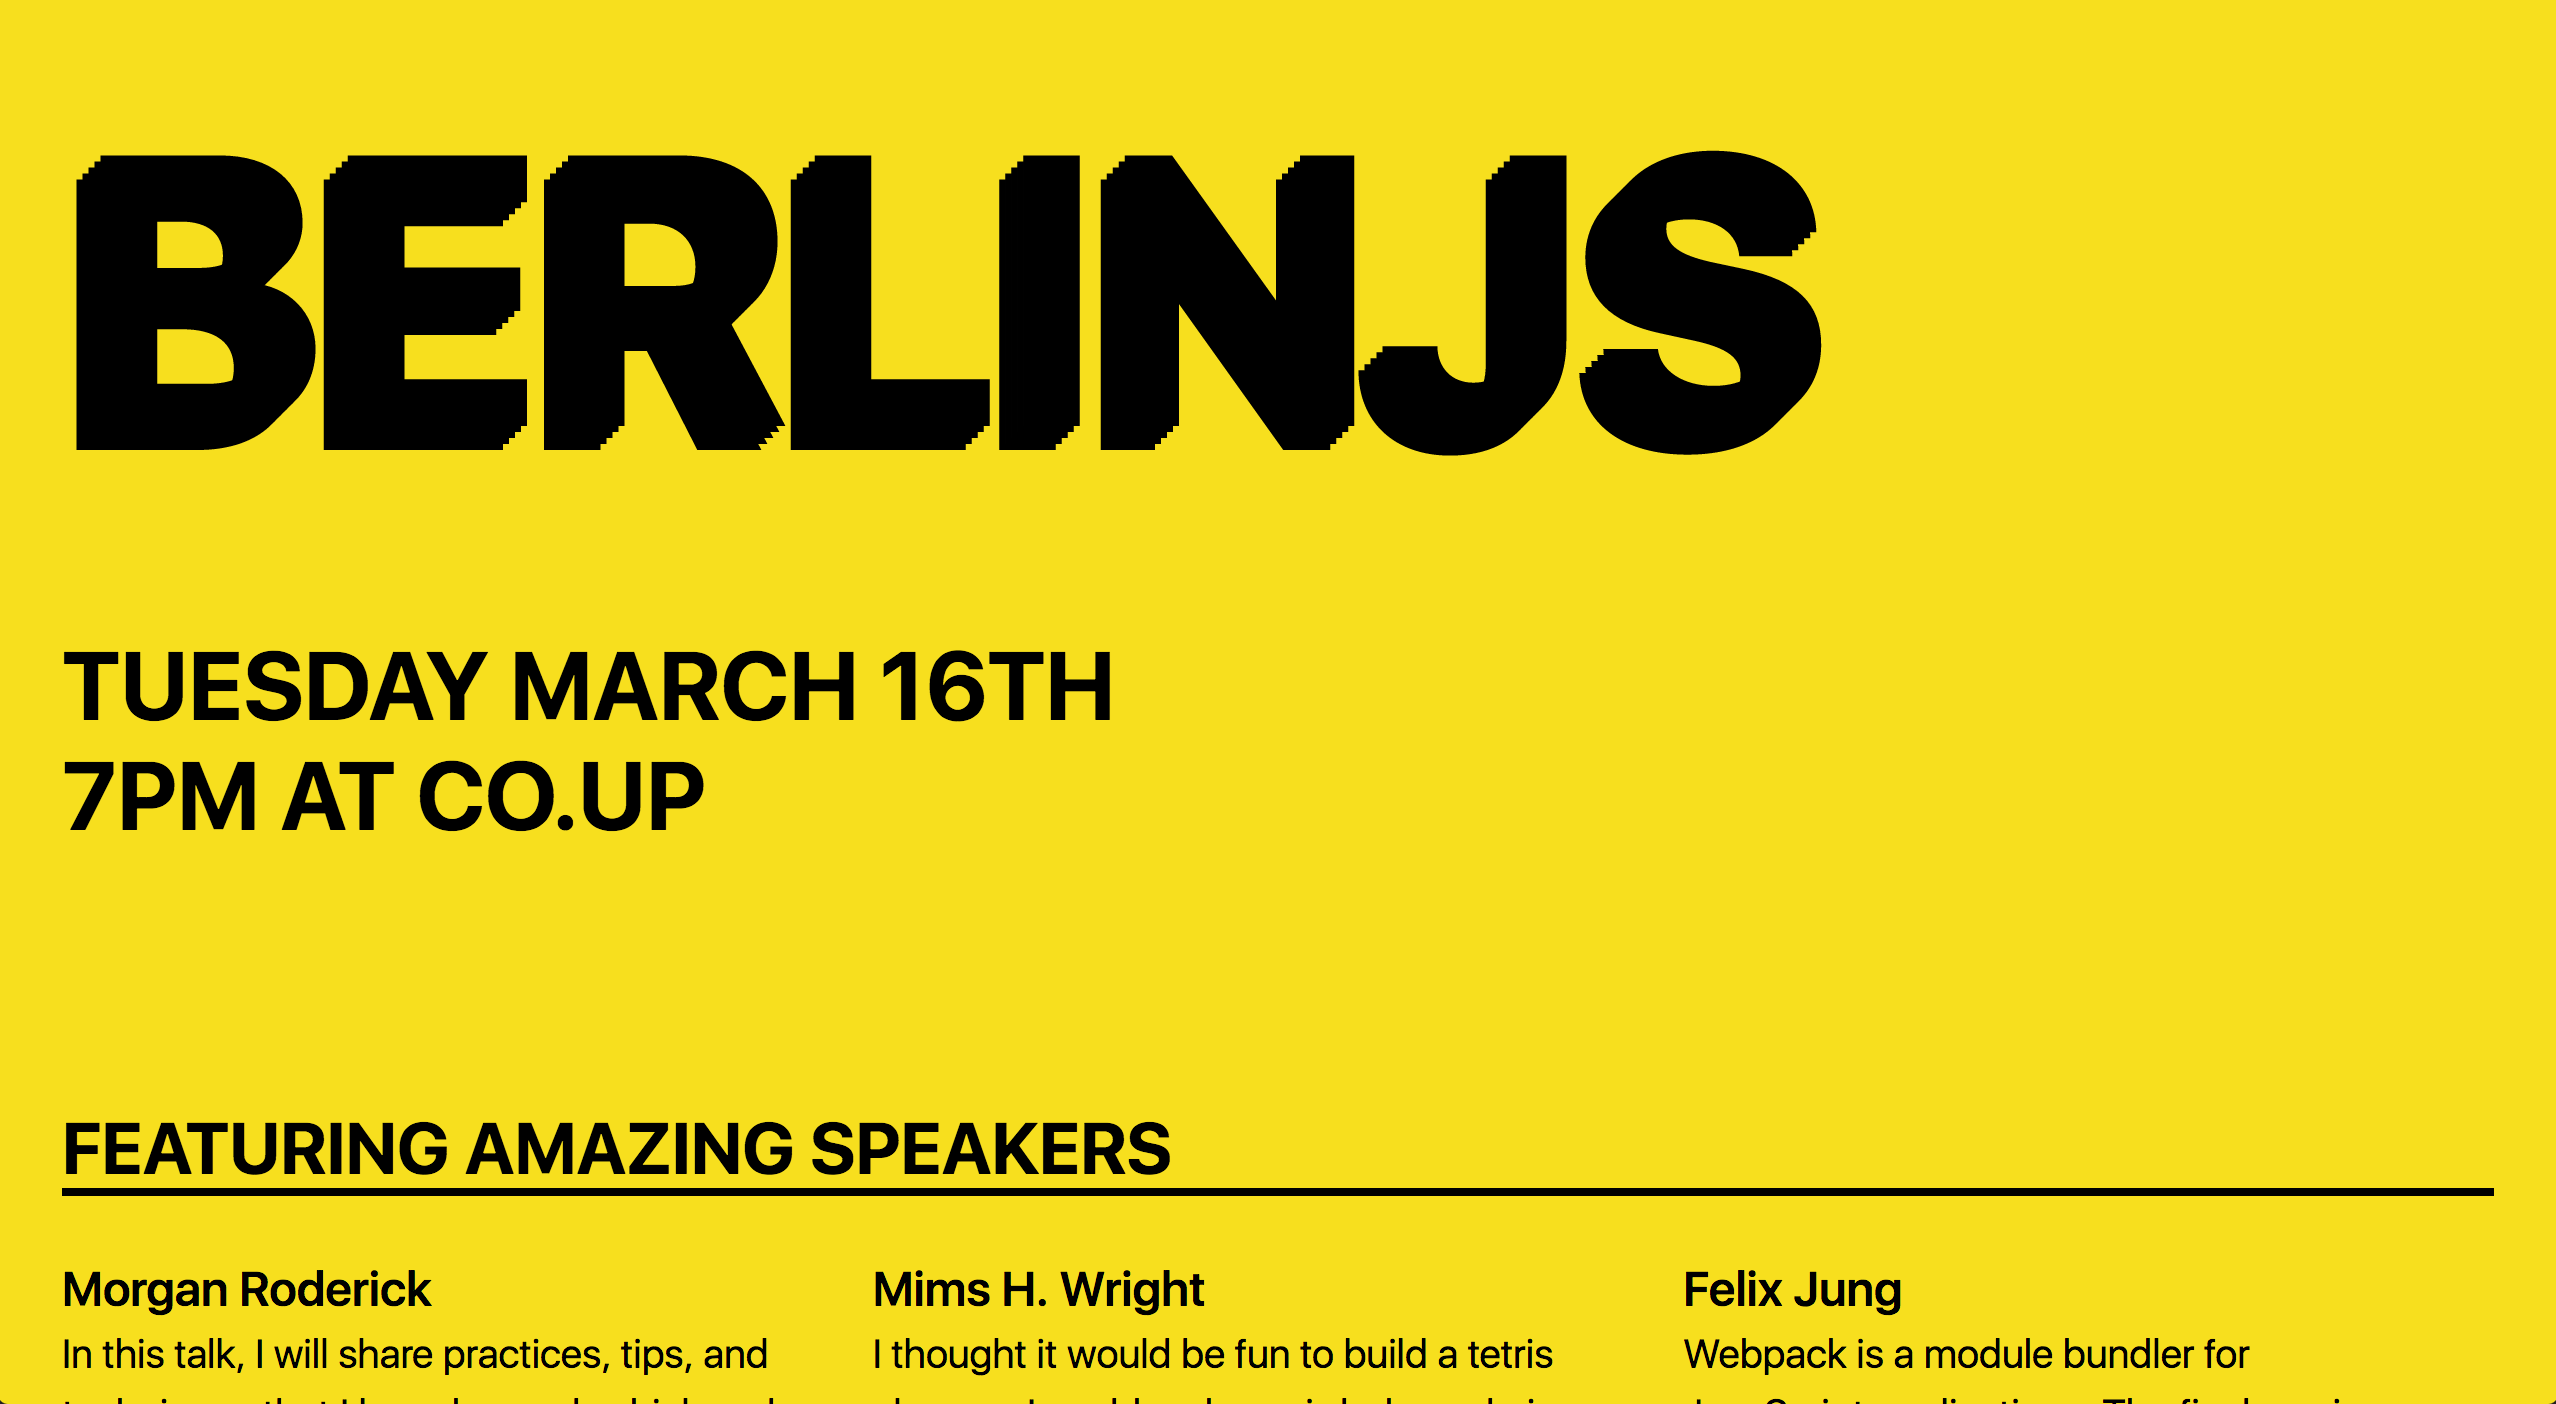 BERLINJS
TUESDAY MARCH 16TH
7PM AT CO.UP
FEATURING AMAZING SPEAKERS
Morgan Roderick
In this talk, I will share practices, tips, and
Mims H. Wright
I thought it would be fun to build a tetris
Felix Jung
Webpack is a module bundler for